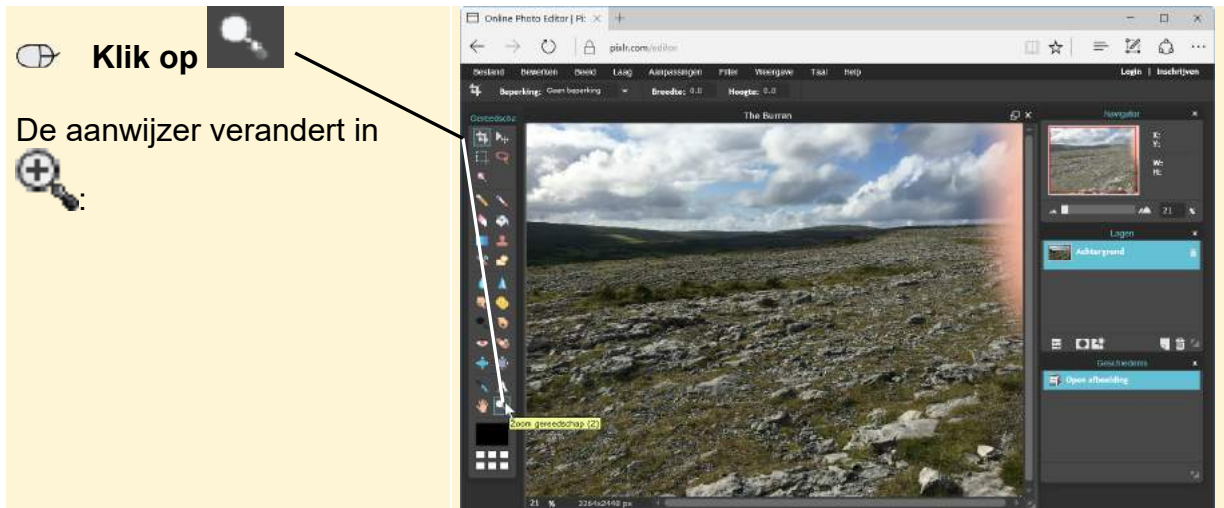 Klik op
De aanwijzer verandert in
:
Online Photo Editor | Pi:
pixlr.com/editor
Bestand Bewerken Beeld Laag Aanpassingen Filter Weergave Taal Help Login | Inschrijven
Beperking: Geen beperking Breedte: 0.0 Hoogte: 0.0
Gereedscha
The Burren
Navigator
X:
Y:
W:
H:
21 %
Lagen
Achtergrond
Geschiedenis
Open afbeelding
Zoom gereedschap (Z)
21 % 3264x2448 px